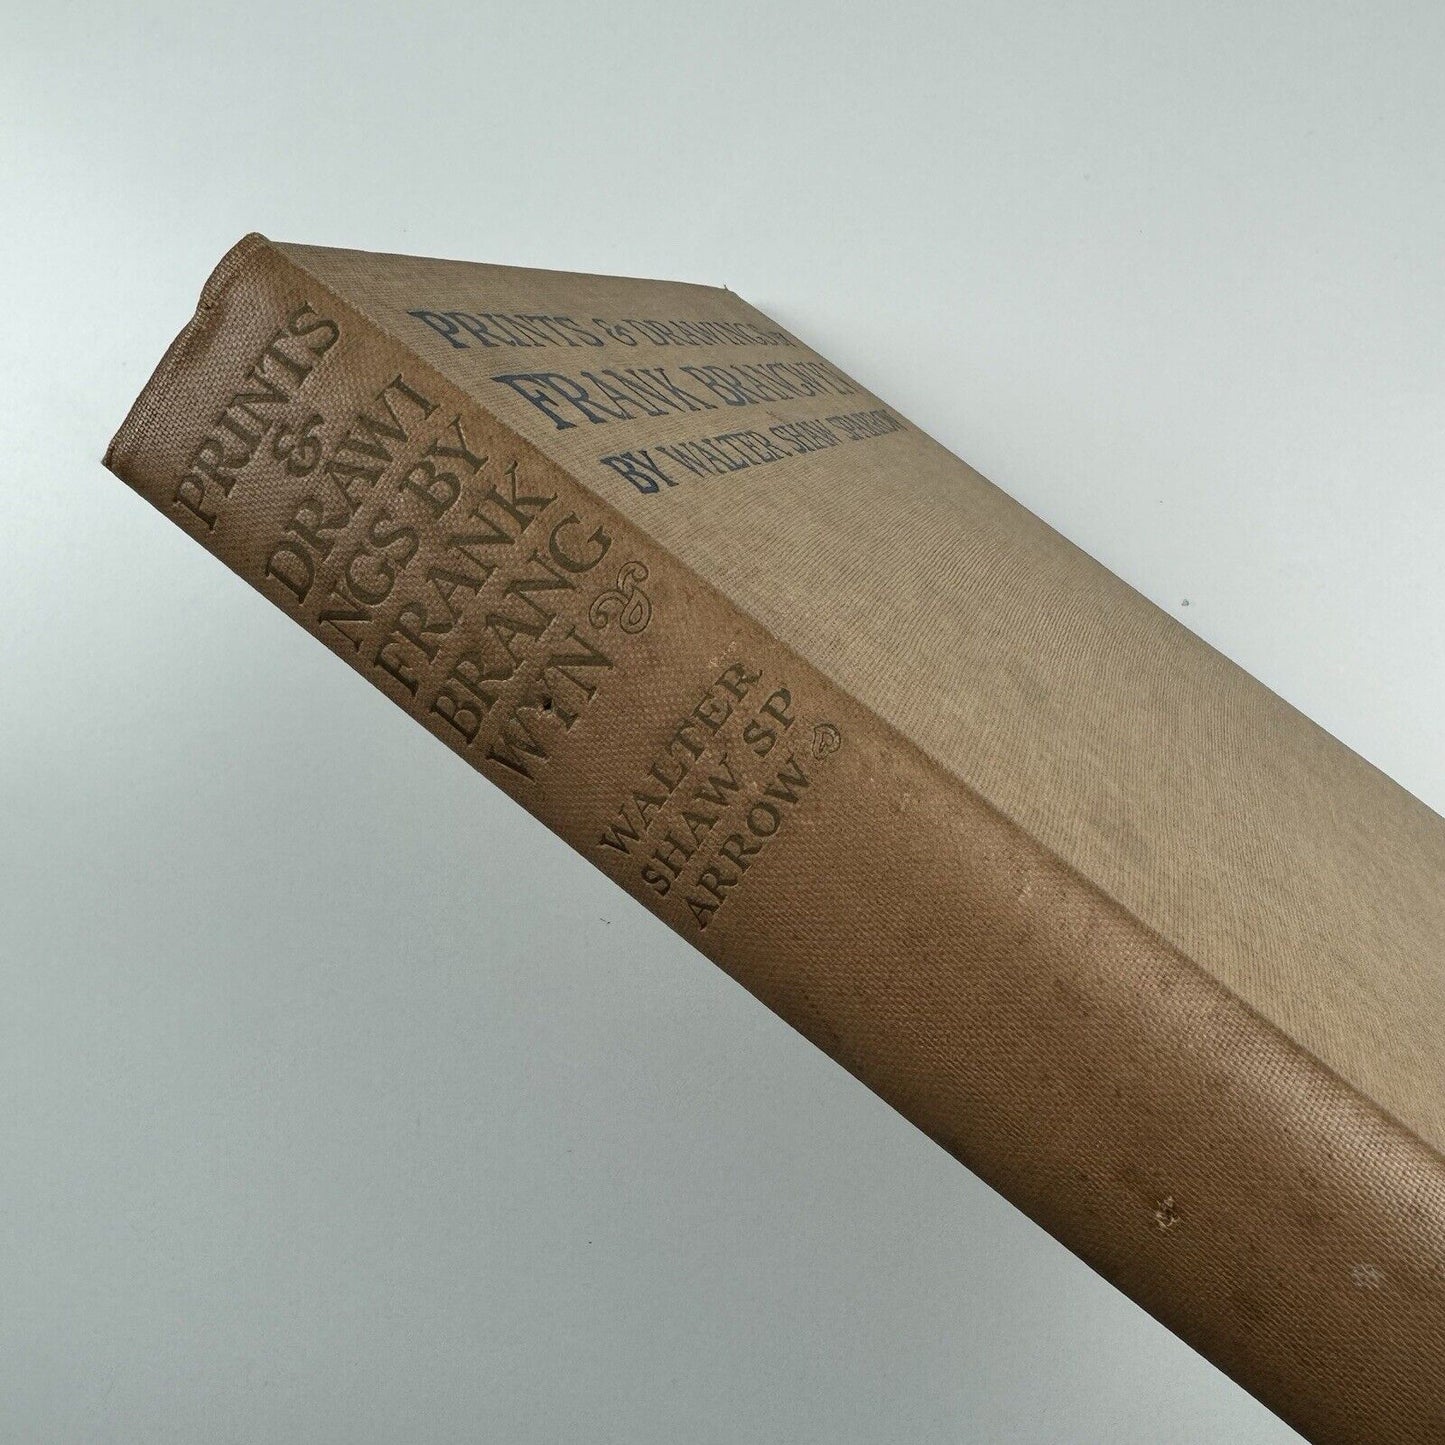 PRINTS
&
DRAWI
NGS BY
FRANK
BRANG
WYN
WALTER
SHAW SP
ARROW
PRINTS & DRAWINGS BY
FRANK BRANGWYN
BY WALTER SHAW SPARROW